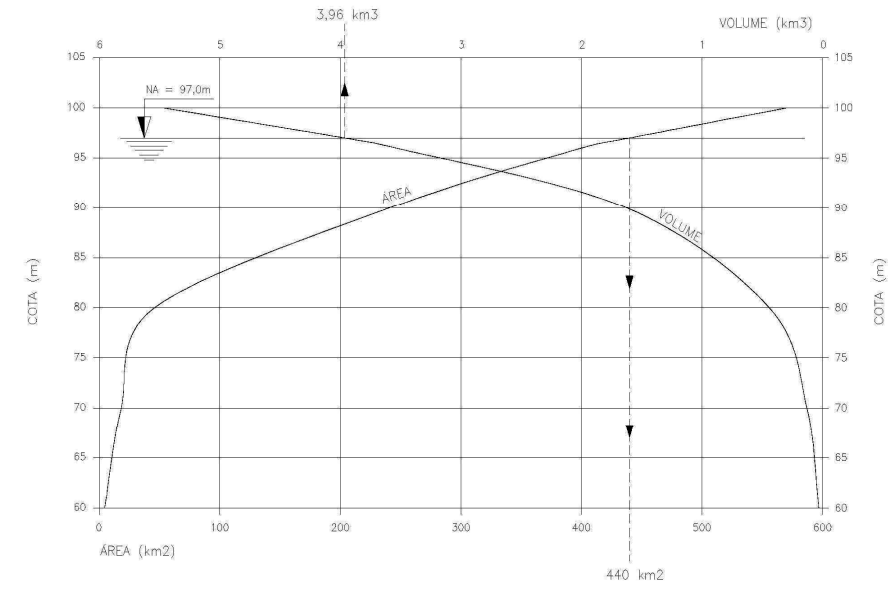 3,96 km3
VOLUME (km3)
6 5 4 3 2 1 0
105 105
NA = 97,0m
100 100
95 95
ÁREA
90 90
VOLUME
85 85
COTA (m) COTA (m)
80 80
75 75
70 70
65 65
60 60
0 100 200 300 400 500 600
ÁREA (km2)
440 km2